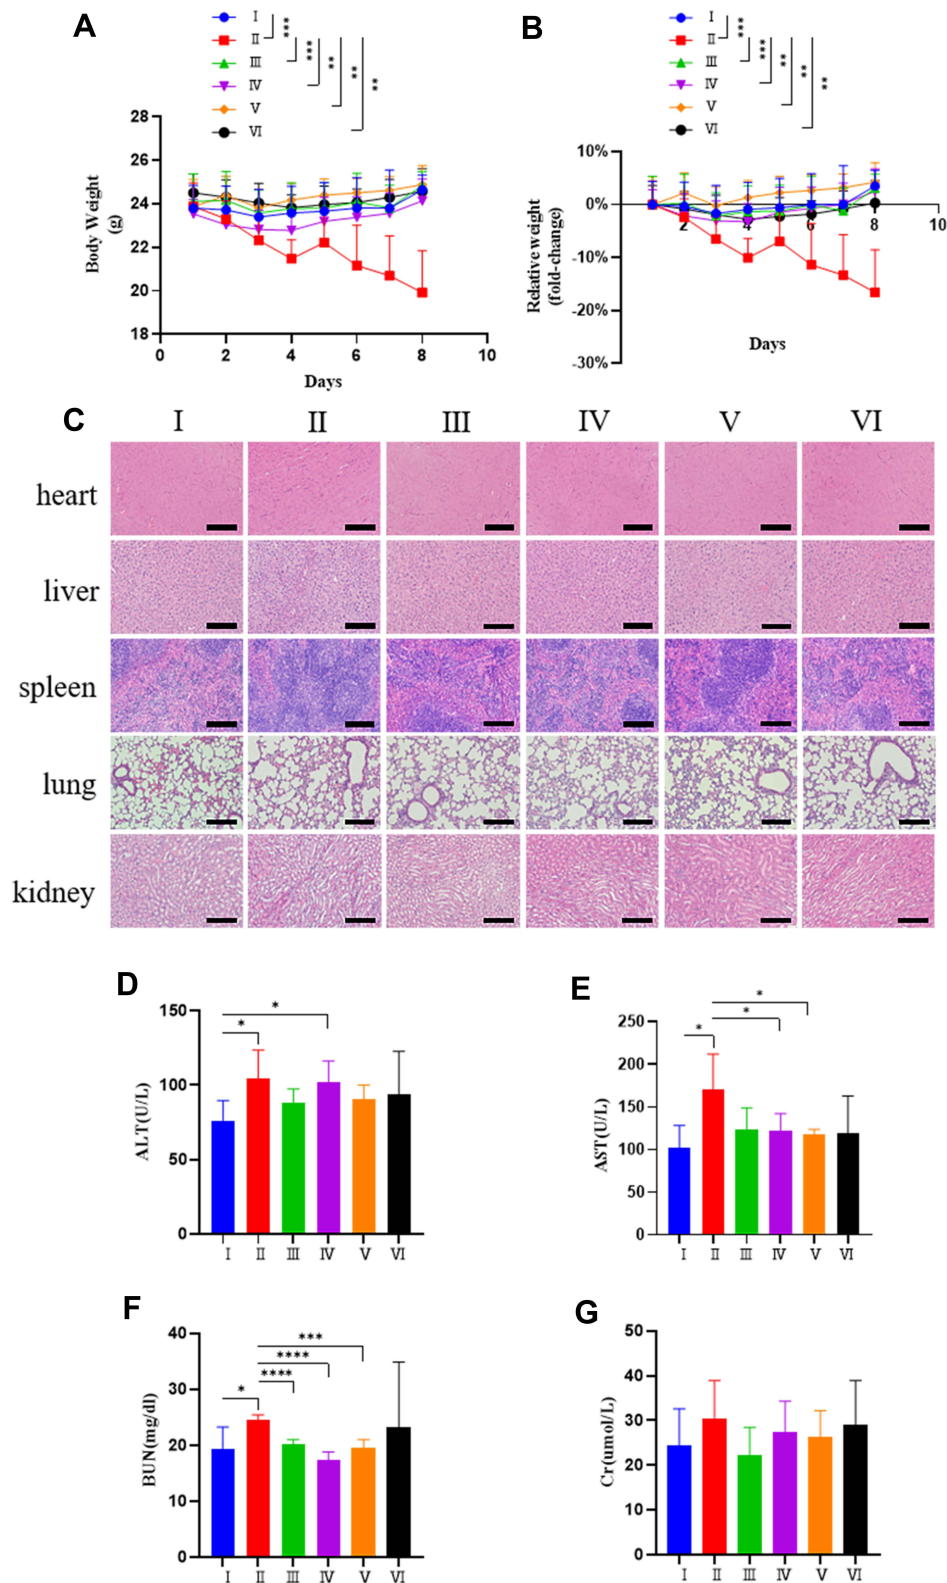 A
I
II
III
IV
V
VI
***
***
**
**
**
28
26
24
22
20
18
0 2 4 6 8 10
Body Weight
(g)
Days
B
I
II
III
IV
V
VI
***
***
**
**
**
10%
0%
-10%
-20%
-30%
2 4 6 8 10
Relative weight
(fold-change)
Days
C
I II III IV V VI
heart
liver
spleen
lung
kidney
D
ALT(U/L)
150
100
50
0
*
*
I II III IV V VI
E
AST(U/L)
250
200
150
100
50
0
*
*
*
I II III IV V VI
F
BUN(mg/dl)
40
30
20
10
0
***
****
****
*
I II III IV V VI
G
Cr(umol/L)
50
40
30
20
10
0
I II III IV V VI